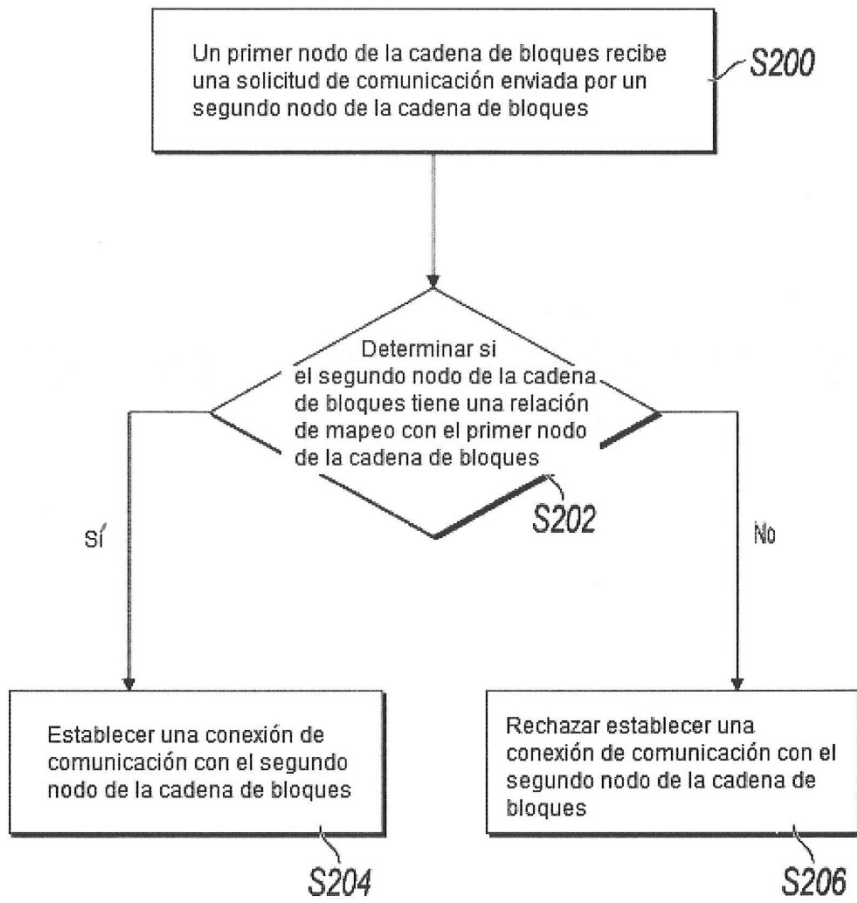 Un primer nodo de la cadena de bloques recibe
una solicitud de comunicación enviada por un
segundo nodo de la cadena de bloques
S200
Determinar si
el segundo nodo de la cadena
de bloques tiene una relación
de mapeo con el primer nodo
de la cadena de bloques
S202
Sí
No
Establecer una conexión de
comunicación con el segundo
nodo de la cadena de bloques
S204
Rechazar establecer una
conexión de comunicación con el
segundo nodo de la cadena de
bloques
S206